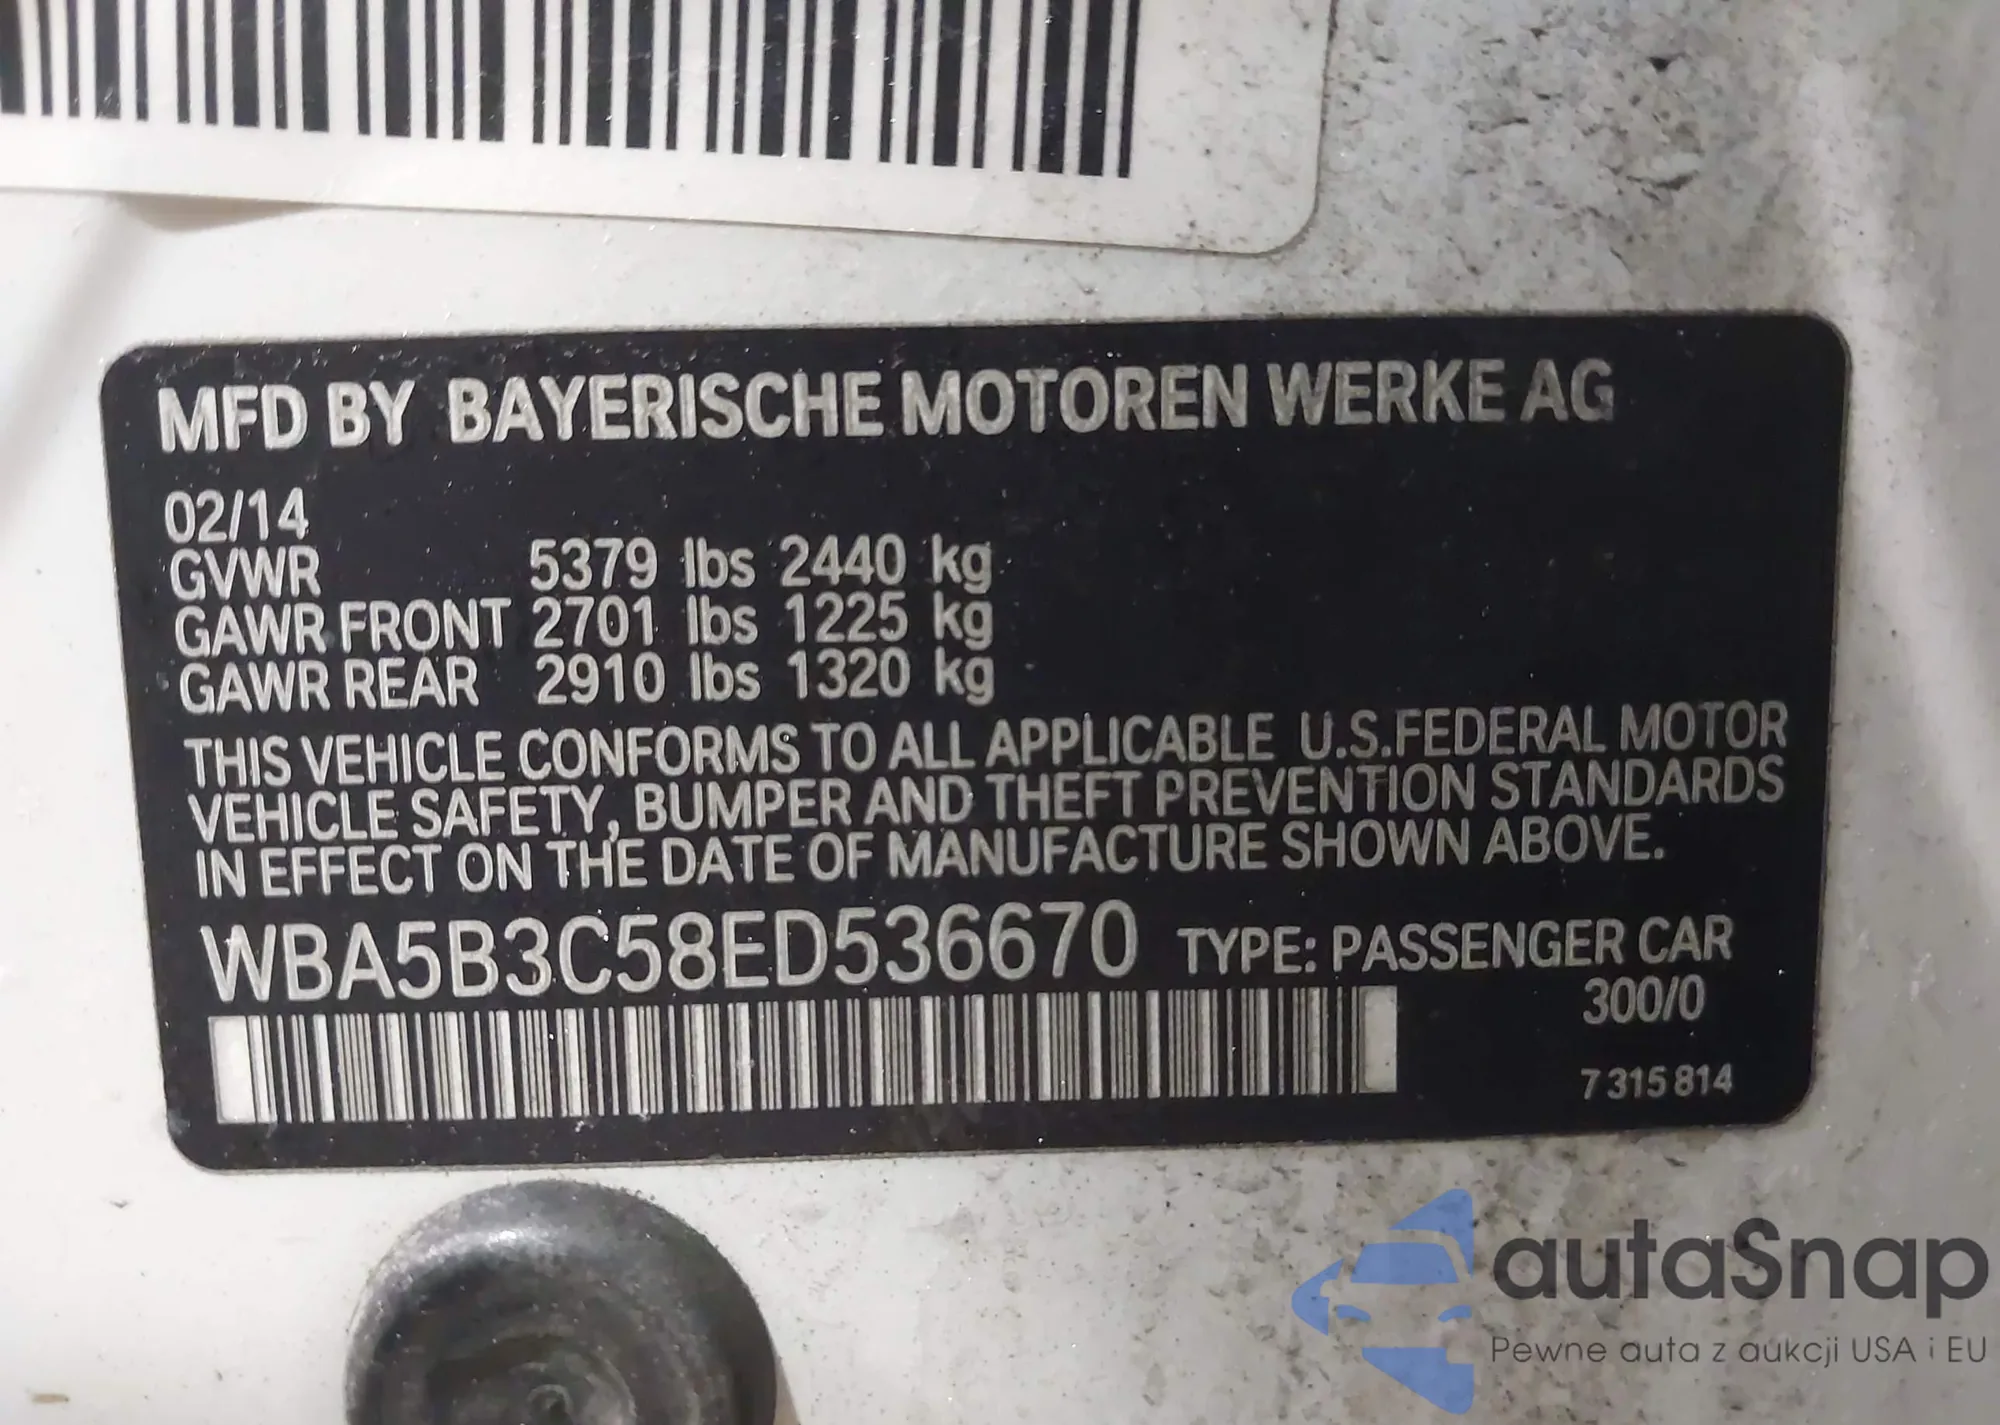 MFD BY BAYERISCHE MOTOREN WERKE AG
02/14
GVWR 5379 lbs 2440 kg
GAWR FRONT 2701 lbs 1225 kg
GAWR REAR 2910 lbs 1320 kg
THIS VEHICLE CONFORMS TO ALL APPLICABLE U.S.FEDERAL MOTOR
VEHICLE SAFETY, BUMPER AND THEFT PREVENTION STANDARDS
IN EFFECT ON THE DATE OF MANUFACTURE SHOWN ABOVE.
WBA5B3C58ED536670 TYPE: PASSENGER CAR
300/0
7 315 814
autaSnap
Pewne auta z aukcji USA i EU